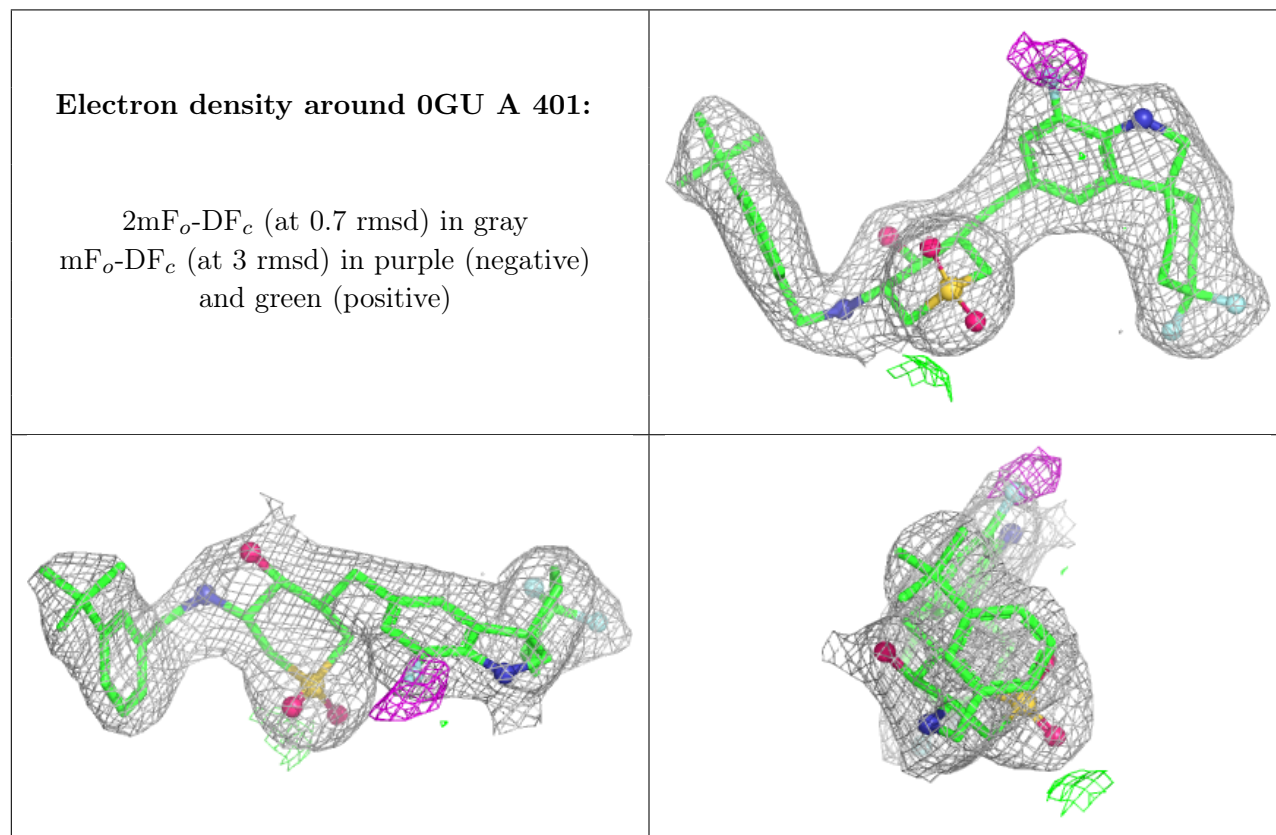 Electron density around 0GU A 401:
2mFo-DFc (at 0.7 rmsd) in gray
mFo-DFc (at 3 rmsd) in purple (negative)
and green (positive)